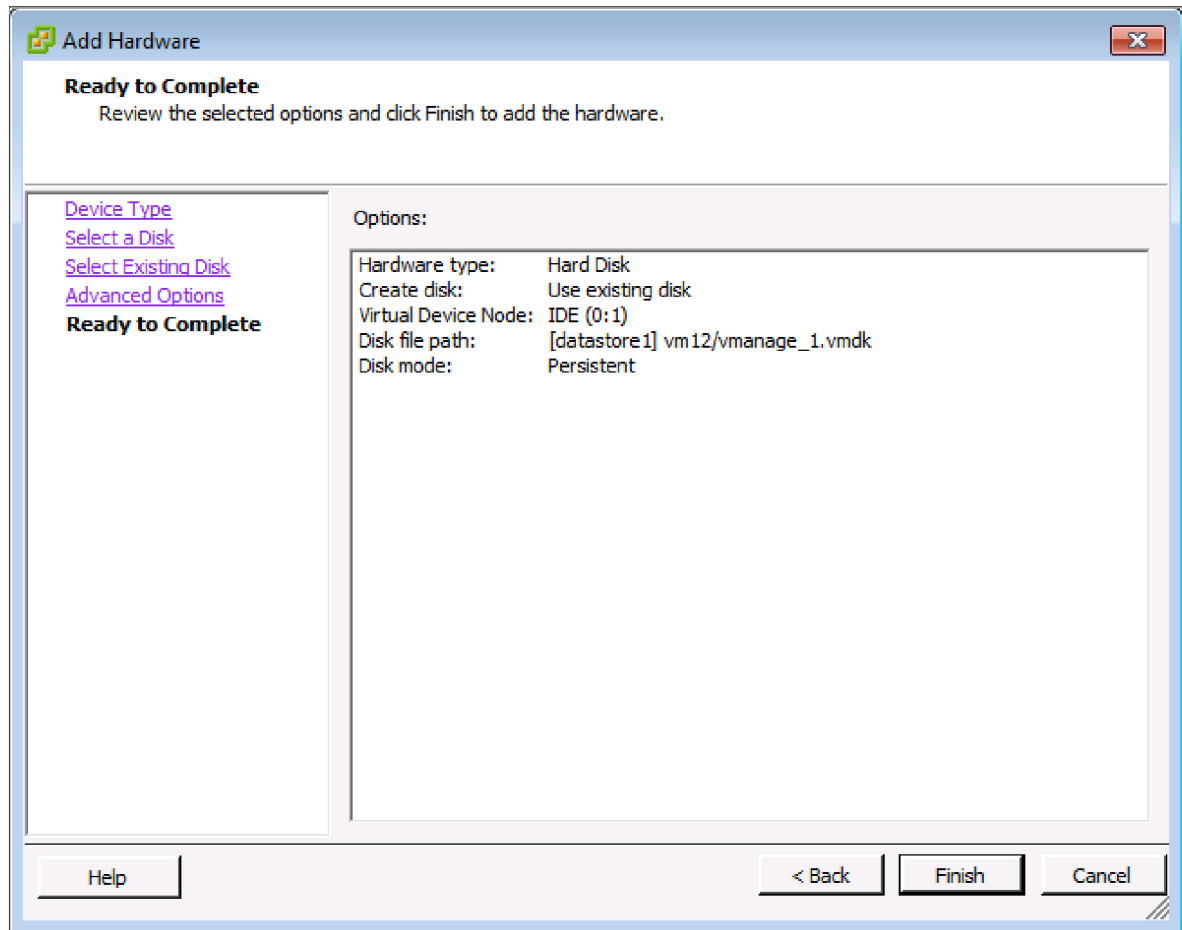 Add Hardware
Ready to Complete
Review the selected options and click Finish to add the hardware.
Device Type
Select a Disk
Select Existing Disk
Advanced Options
Ready to Complete
Options:
Hardware type: Hard Disk
Create disk: Use existing disk
Virtual Device Node: IDE (0:1)
Disk file path: [datastore1] vm12/vmanage_1.vmdk
Disk mode: Persistent
Help
< Back
Finish
Cancel